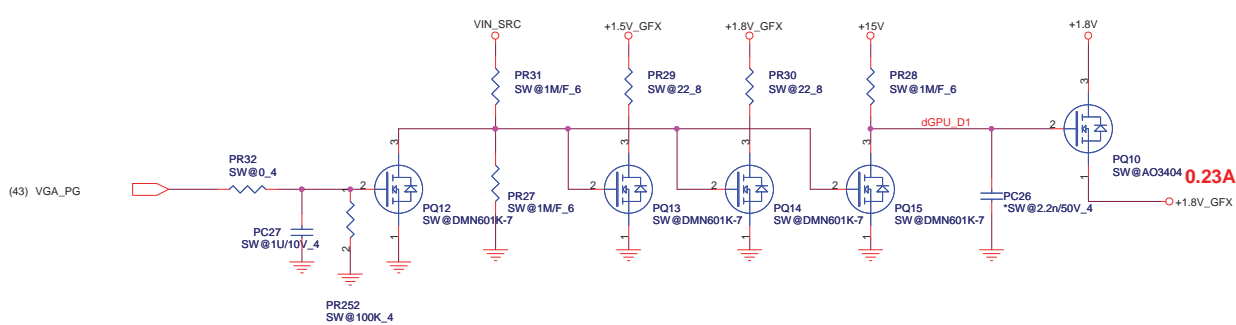 VIN_SRC
+1.5V_GFX
+1.8V_GFX
+15V
+1.8V
PR31
SW@1M/F_6
PR29
SW@22_8
PR30
SW@22_8
PR28
SW@1M/F_6
3
dGPU_D1
2
PQ10
SW@AO3404
0.23A
1
+1.8V_GFX
(43) VGA_PG
PR32
SW@0_4
PC27
SW@1U/10V_4
1
2
PR252
SW@100K_4
3
2
1
PQ12
SW@DMN601K-7
PR27
SW@1M/F_6
3
2
1
PQ13
SW@DMN601K-7
3
2
1
PQ14
SW@DMN601K-7
3
2
1
PQ15
SW@DMN601K-7
PC26
*SW@2.2n/50V_4